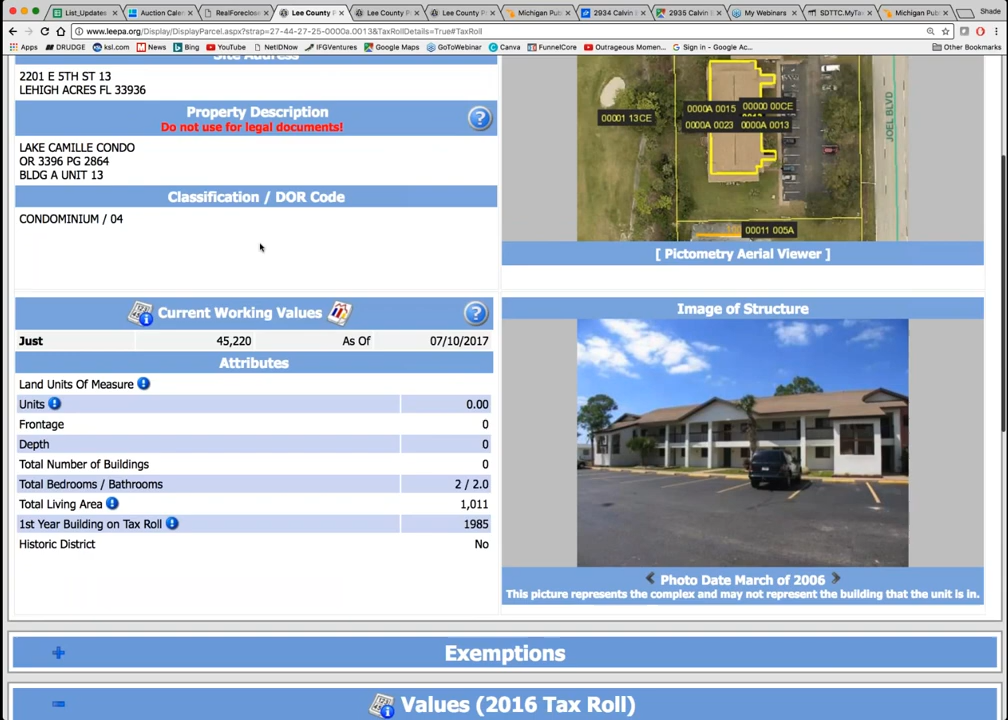 List_Updates
Auction Caler
RealForeclos
Lee County P
Lee County P
Lee County P
Michigan Pub
2934 Calvin
2935 Calvin
My Webinars
SDTTC.MyTa
Michigan Pub
Shade
www.leepa.org/Display/DisplayParcel.aspx?strap=27-44-27-25-0000a.0013&TaxRollDetails=True#TaxRoll
Apps
DRUDGE
ksl.com
News
Bing
YouTube
NetIDNow
IFGVentures
Google Maps
GoToWebinar
Canva
FunnelCore
Outrageous Momen...
Sign in - Google Ac...
Other Bookmarks
Site Address
2201 E 5TH ST 13
LEHIGH ACRES FL 33936
Property Description
Do not use for legal documents!
LAKE CAMILLE CONDO
OR 3396 PG 2864
BLDG A UNIT 13
Classification / DOR Code
CONDOMINIUM / 04
00001 13CE
0000A 0015
00000 00CE
0000A 0023
0000A 0013
00011 005A
JOEL BLVD
[ Pictometry Aerial Viewer ]
Current Working Values
Just 45,220 As Of 07/10/2017
Attributes
Land Units Of Measure
Units 0.00
Frontage 0
Depth 0
Total Number of Buildings 0
Total Bedrooms / Bathrooms 2 / 2.0
Total Living Area 1,011
1st Year Building on Tax Roll 1985
Historic District No
Image of Structure
Photo Date March of 2006
This picture represents the complex and may not represent the building that the unit is in.
Exemptions
Values (2016 Tax Roll)